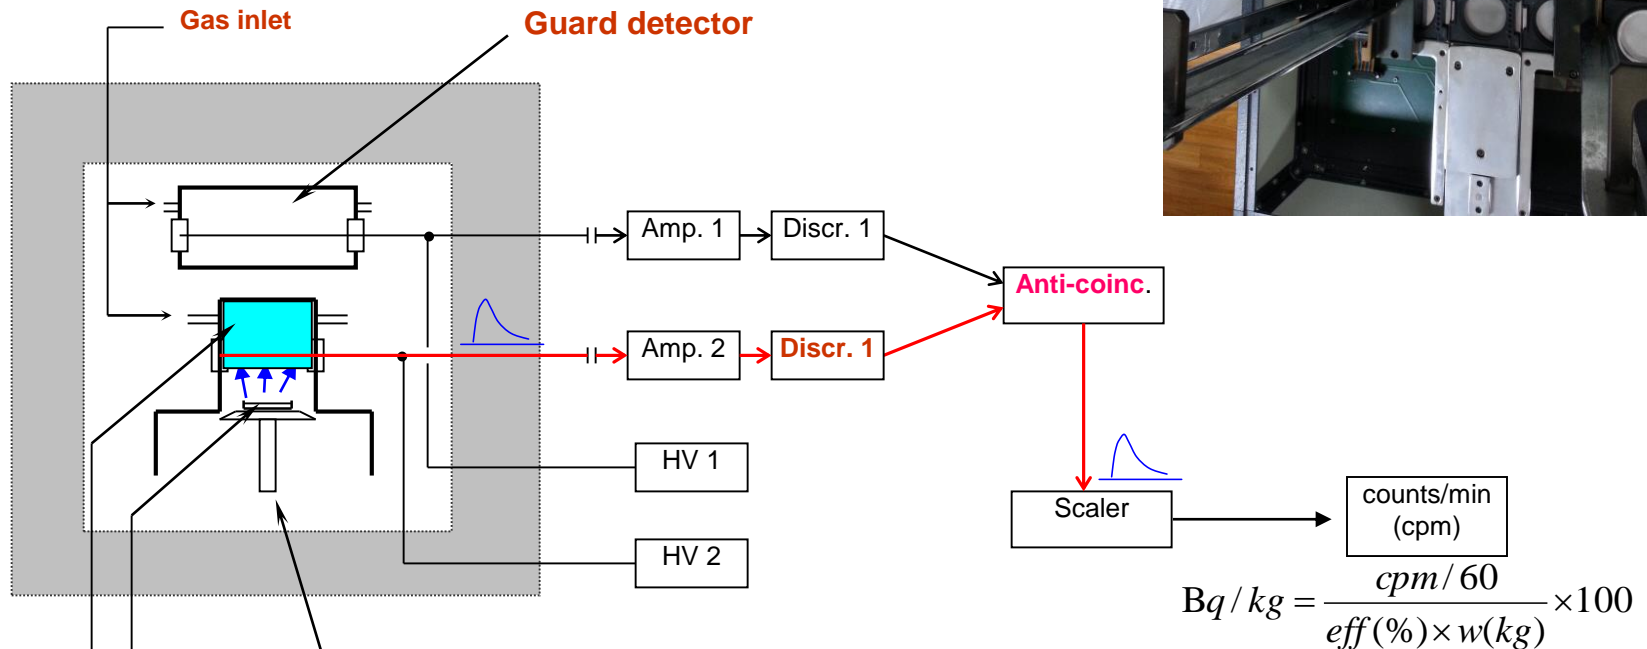 Gas inlet
Guard detector
Amp. 1
Discr. 1
Anti-coinc.
Amp. 2
Discr. 1
HV 1
Scaler
counts/min
(cpm)
HV 2
Bq/kg = cpm/60 / eff(%)×w(kg) ×100